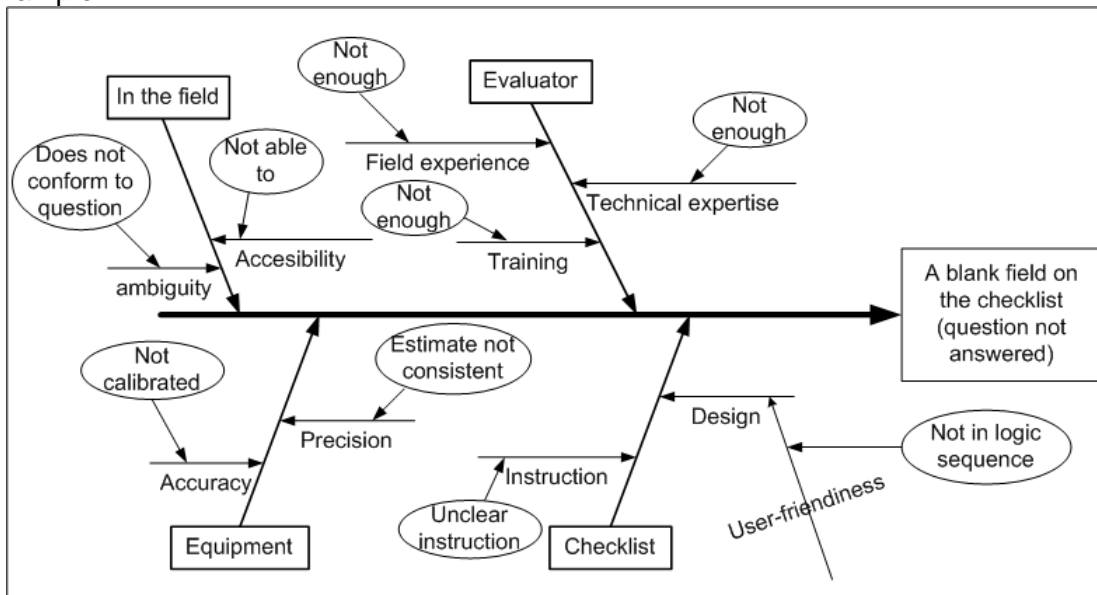 Not
enough
Evaluator
In the field
Not
enough
Does not
conform to
question
Not able
to
Field experience
Not
enough
Technical expertise
Accesibility
Training
ambiguity
A blank field on
the checklist
(question not
answered)
Not
calibrated
Estimate not
consistent
Precision
Design
Not in logic
sequence
Accuracy
Instruction
User-friendiness
Unclear
instruction
Equipment
Checklist